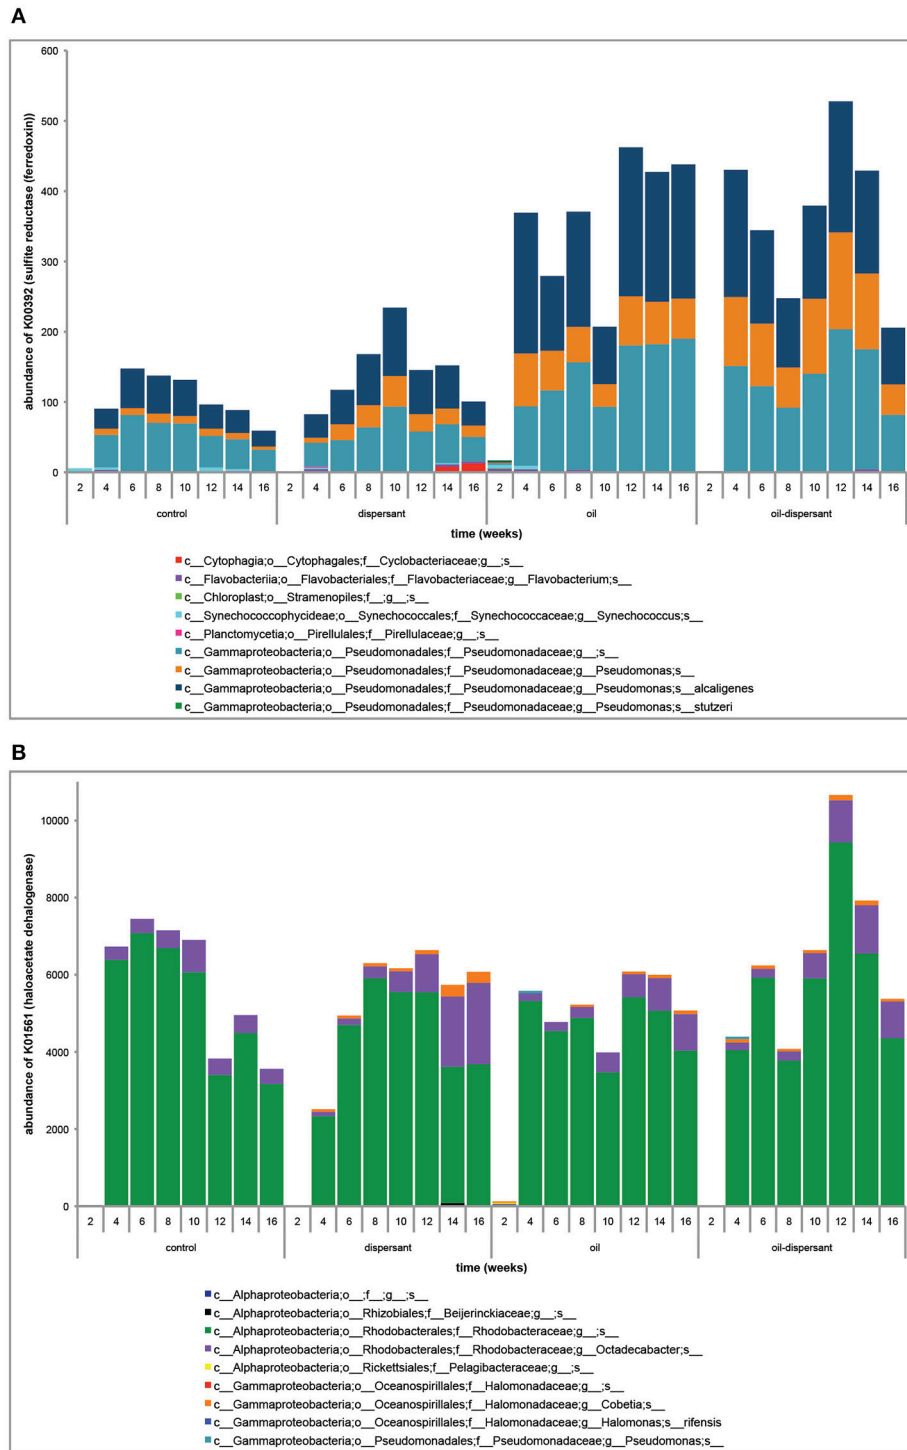 A
600
500
400
300
200
100
0
abundance of K00392 (sulfite reductase (ferredoxin))
2 4 6 8 10 12 14 16 2 4 6 8 10 12 14 16 2 4 6 8 10 12 14 16 2 4 6 8 10 12 14 16
control dispersant oil oil-dispersant
time (weeks)
c__Cytophagia;o__Cytophagales;f__Cyclobacteriaceae;g__;s__
c__Flavobacteriia;o__Flavobacteriales;f__Flavobacteriaceae;g__Flavobacterium;s__
c__Chloroplast;o__Stramenopiles;f__;g__;s__
c__Synechococcophycideae;o__Synechococcales;f__Synechococcaceae;g__Synechococcus;s__
c__Planctomycetia;o__Pirellulales;f__Pirellulaceae;g__;s__
c__Gammaproteobacteria;o__Pseudomonadales;f__Pseudomonadaceae;g__;s__
c__Gammaproteobacteria;o__Pseudomonadales;f__Pseudomonadaceae;g__Pseudomonas;s__
c__Gammaproteobacteria;o__Pseudomonadales;f__Pseudomonadaceae;g__Pseudomonas;s__alcaligenes
c__Gammaproteobacteria;o__Pseudomonadales;f__Pseudomonadaceae;g__Pseudomonas;s__stutzeri
B
10000
8000
6000
4000
2000
0
abundance of K01561 (haloacetate dehalogenase)
2 4 6 8 10 12 14 16 2 4 6 8 10 12 14 16 2 4 6 8 10 12 14 16 2 4 6 8 10 12 14 16
control dispersant oil oil-dispersant
time (weeks)
c__Alphaproteobacteria;o__;f__;g__;s__
c__Alphaproteobacteria;o__Rhizobiales;f__Beijerinckiaceae;g__;s__
c__Alphaproteobacteria;o__Rhodobacterales;f__Rhodobacteraceae;g__;s__
c__Alphaproteobacteria;o__Rhodobacterales;f__Rhodobacteraceae;g__Octadecabacter;s__
c__Alphaproteobacteria;o__Rickettsiales;f__Pelagibacteraceae;g__;s__
c__Gammaproteobacteria;o__Oceanospirillales;f__Halomonadaceae;g__;s__
c__Gammaproteobacteria;o__Oceanospirillales;f__Halomonadaceae;g__Cobetia;s__
c__Gammaproteobacteria;o__Oceanospirillales;f__Halomonadaceae;g__Halomonas;s__rifensis
c__Gammaproteobacteria;o__Pseudomonadales;f__Pseudomonadaceae;g__Pseudomonas;s__